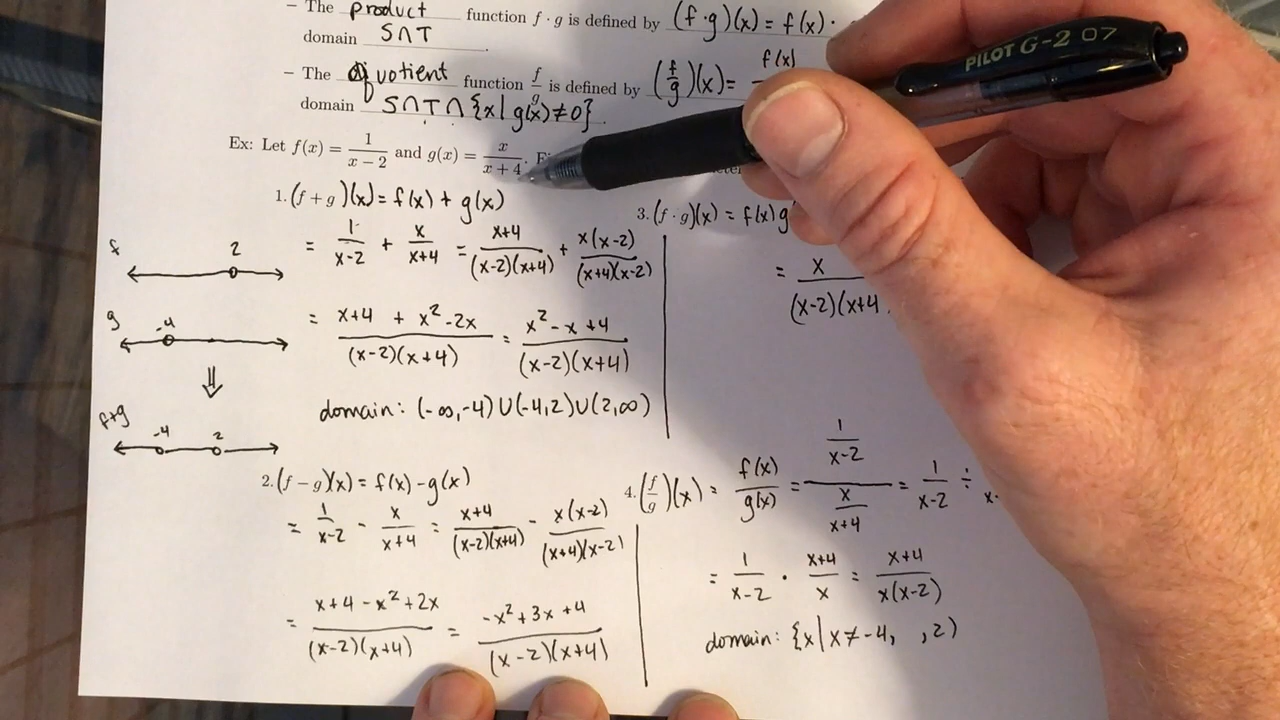 – The product function f · g is defined by (f·g)(x) = f(x)·
domain S∩T .
– The quotient function f/g is defined by (f/g)(x) = f(x)
domain S∩T∩{x | g(x)≠0} .
Ex: Let f(x) = 1/(x − 2) and g(x) = x/(x + 4).
1. (f + g)(x) = f(x) + g(x)
= 1/(x-2) + x/(x+4) = (x+4)/((x-2)(x+4)) + x(x-2)/((x+4)(x-2))
= (x+4 + x²-2x)/((x-2)(x+4)) = (x²-x+4)/((x-2)(x+4))
domain: (-∞,-4)∪(-4,2)∪(2,∞)
f
2
g
-4
⇓
f+g
-4 2
2. (f − g)(x) = f(x) - g(x)
= 1/(x-2) - x/(x+4) = (x+4)/((x-2)(x+4)) - x(x-2)/((x+4)(x-2))
= (x+4-x²+2x)/((x-2)(x+4)) = (-x²+3x+4)/((x-2)(x+4))
3. (f · g)(x) = f(x)g
= x/((x-2)(x+4
4. (f/g)(x) = f(x)/g(x) = (1/(x-2))/(x/(x+4)) = 1/(x-2) ÷
= 1/(x-2) · (x+4)/x = (x+4)/(x(x-2))
domain: {x | x≠-4, , 2)
PILOT G-2 07